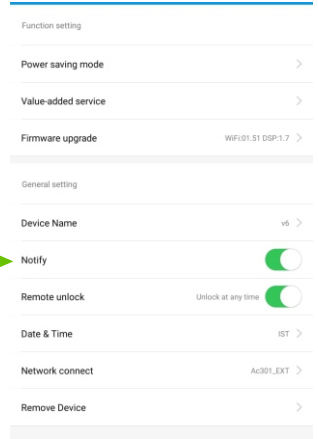 Function setting
Power saving mode
Value-added service
Firmware upgrade WiFi:01.51 DSP:1.7
General setting
Device Name v6
Notify
Remote unlock Unlock at any time
Date & Time IST
Network connect Ac301_EXT
Remove Device